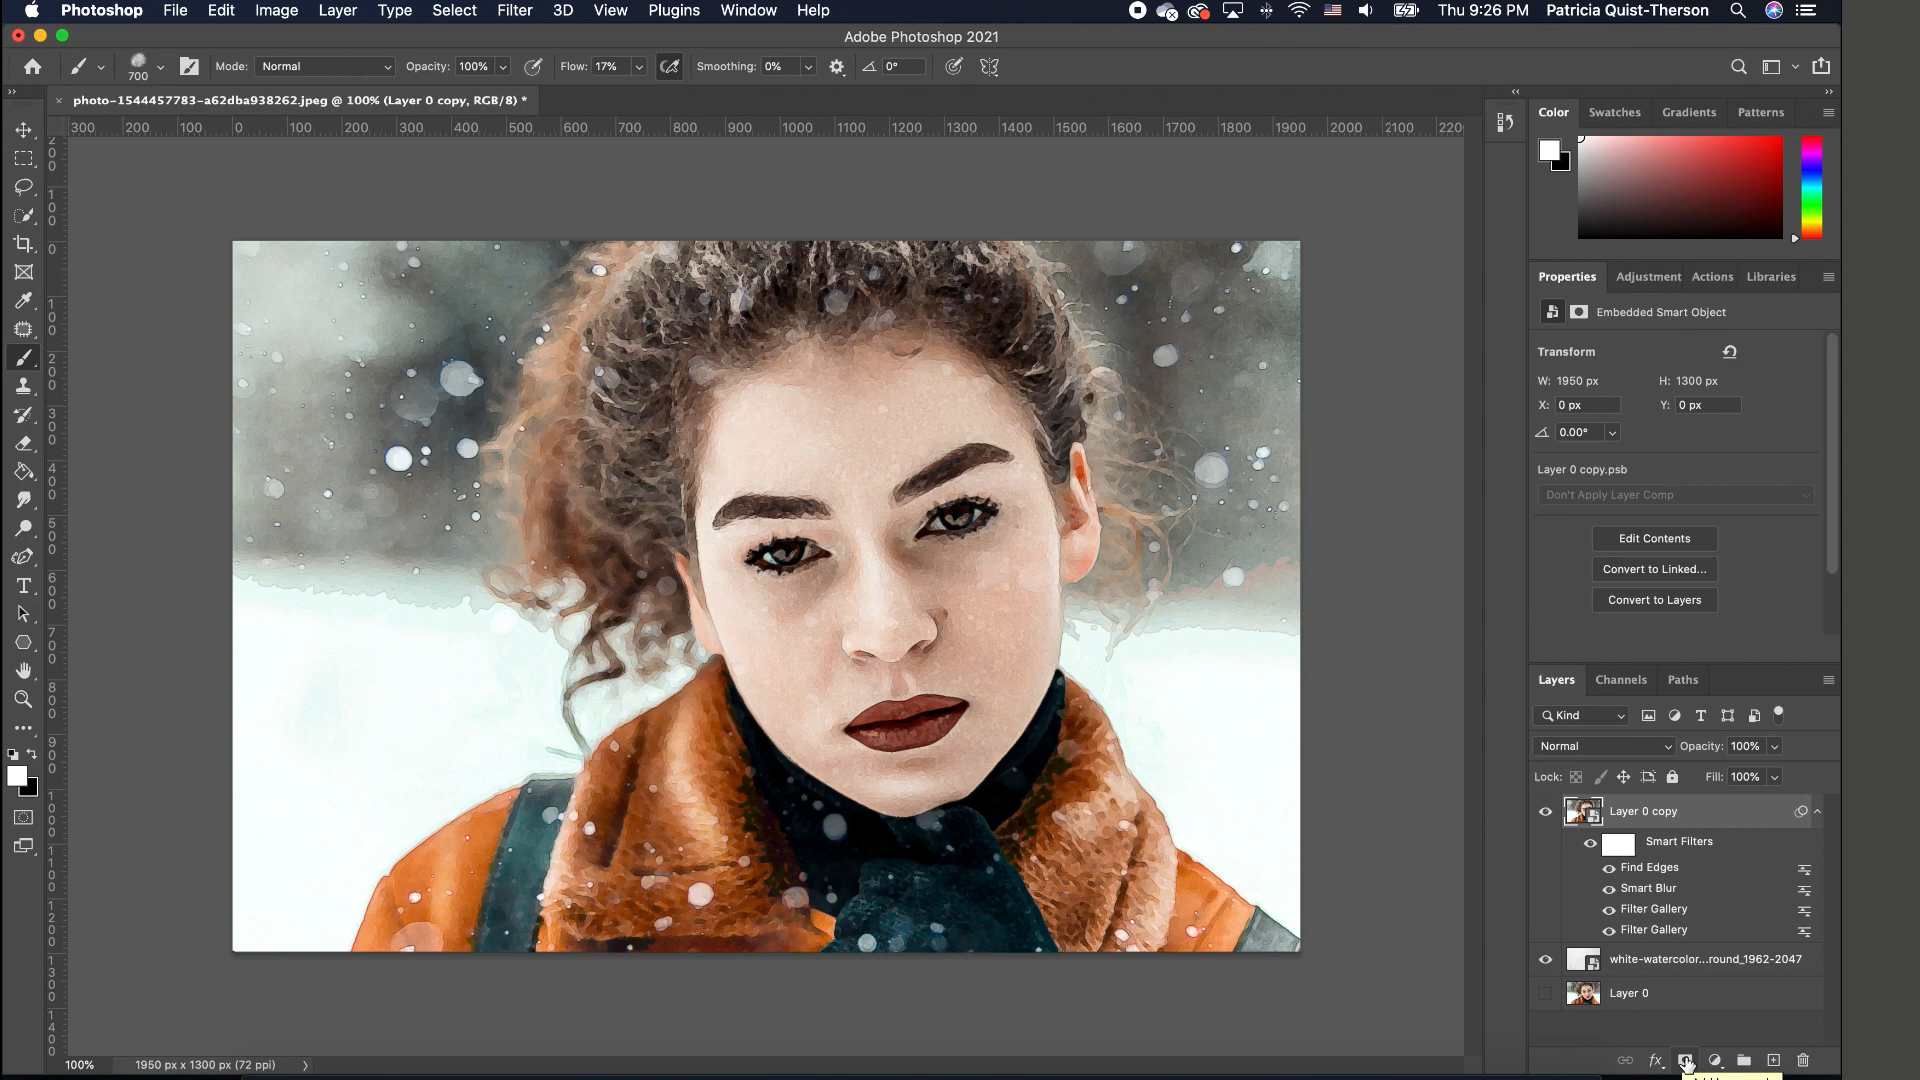 Photoshop File Edit Image Layer Type Select Filter 3D View Plugins Window Help Thu 9:26 PM Patricia Quist-Therson
Adobe Photoshop 2021
700 Mode: Normal Opacity: 100% Flow: 17% Smoothing: 0% 0°
photo-1544457783-a62dba938262.jpeg @ 100% (Layer 0 copy, RGB/8) *
300 200 100 0 100 200 300 400 500 600 700 800 900 1000 1100 1200 1300 1400 1500 1600 1700 1800 1900 2000 2100 220
Color Swatches Gradients Patterns
Properties Adjustment Actions Libraries
Embedded Smart Object
Transform
W: 1950 px H: 1300 px
X: 0 px Y: 0 px
0.00°
Layer 0 copy.psb
Don't Apply Layer Comp
Edit Contents
Convert to Linked...
Convert to Layers
Layers Channels Paths
Kind
Normal Opacity: 100%
Lock: Fill: 100%
Layer 0 copy
Smart Filters
Find Edges
Smart Blur
Filter Gallery
Filter Gallery
white-watercolor...round_1962-2047
Layer 0
fx
100% 1950 px x 1300 px (72 ppi)